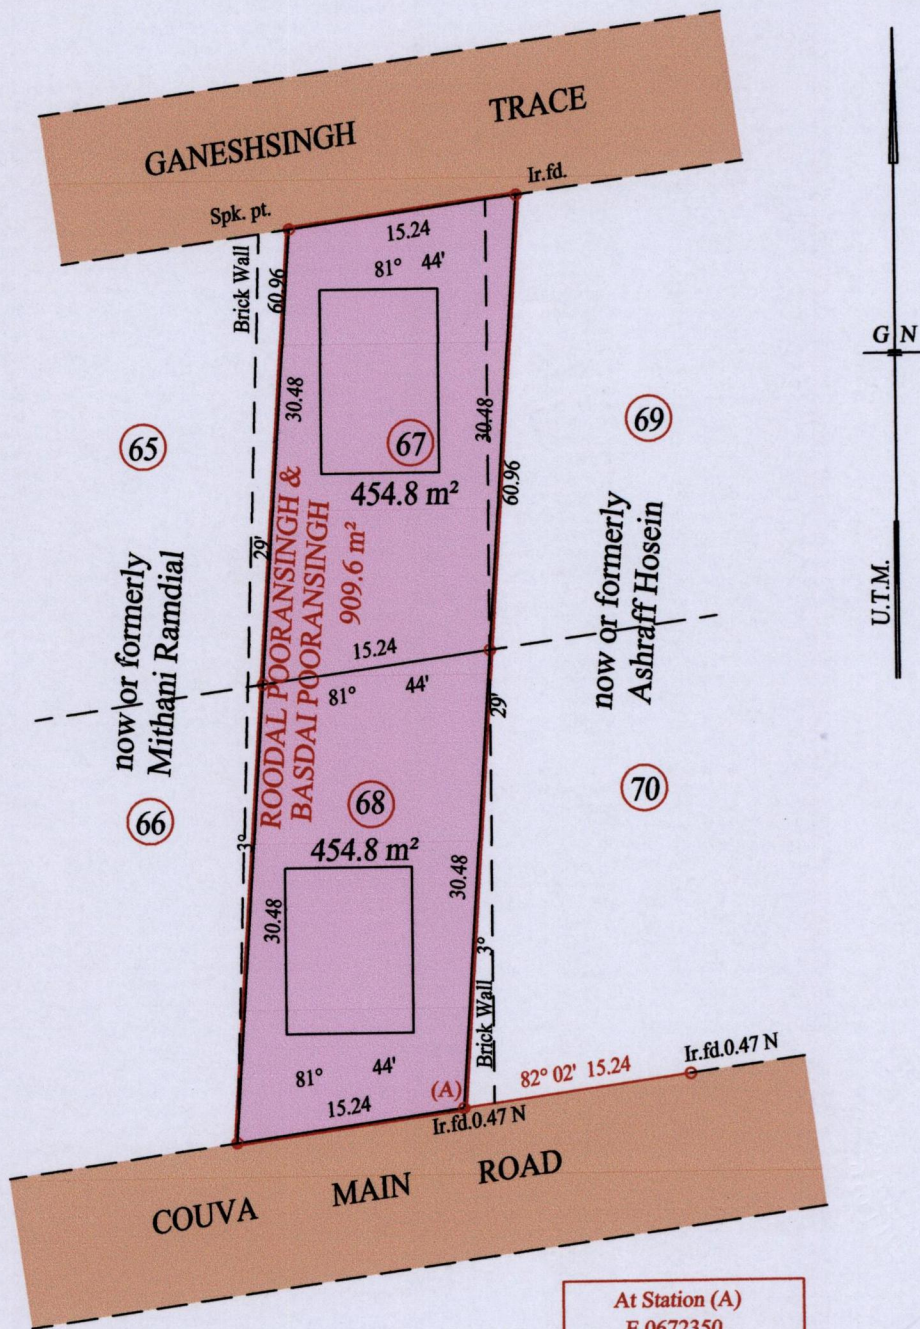 GANESHSINGH TRACE
Spk. pt.
Ir.fd.
15.24
81° 44'
Brick Wall
60.96
30.48
30.48
60.96
G N
U.T.M.
65
67
69
454.8 m²
29'
ROODAL POORANSINGH &
BASDAI POORANSINGH
909.6 m²
now or formerly
Mithani Ramdial
now or formerly
Ashraff Hosein
15.24
81° 44'
29'
66
68
70
454.8 m²
3°
30.48
30.48
3°
Brick Wall
81° 44'
15.24
(A)
82° 02' 15.24
Ir.fd.0.47 N
Ir.fd.0.47 N
COUVA MAIN ROAD
At Station (A)
E 0672350